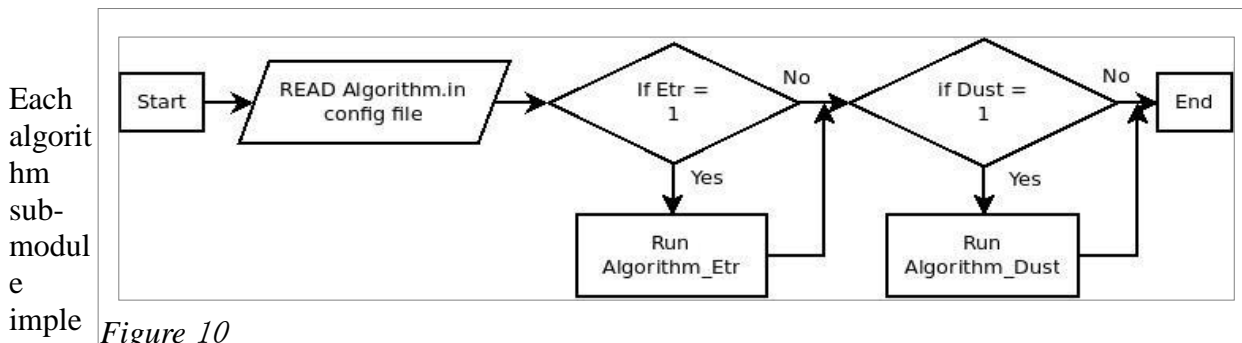 Each
algorit
hm
sub-
modul
e
imple
Start
READ Algorithm.in
config file
If Etr =
1
No
Yes
Run
Algorithm_Etr
if Dust =
1
No
Yes
Run
Algorithm_Dust
End
Figure 10